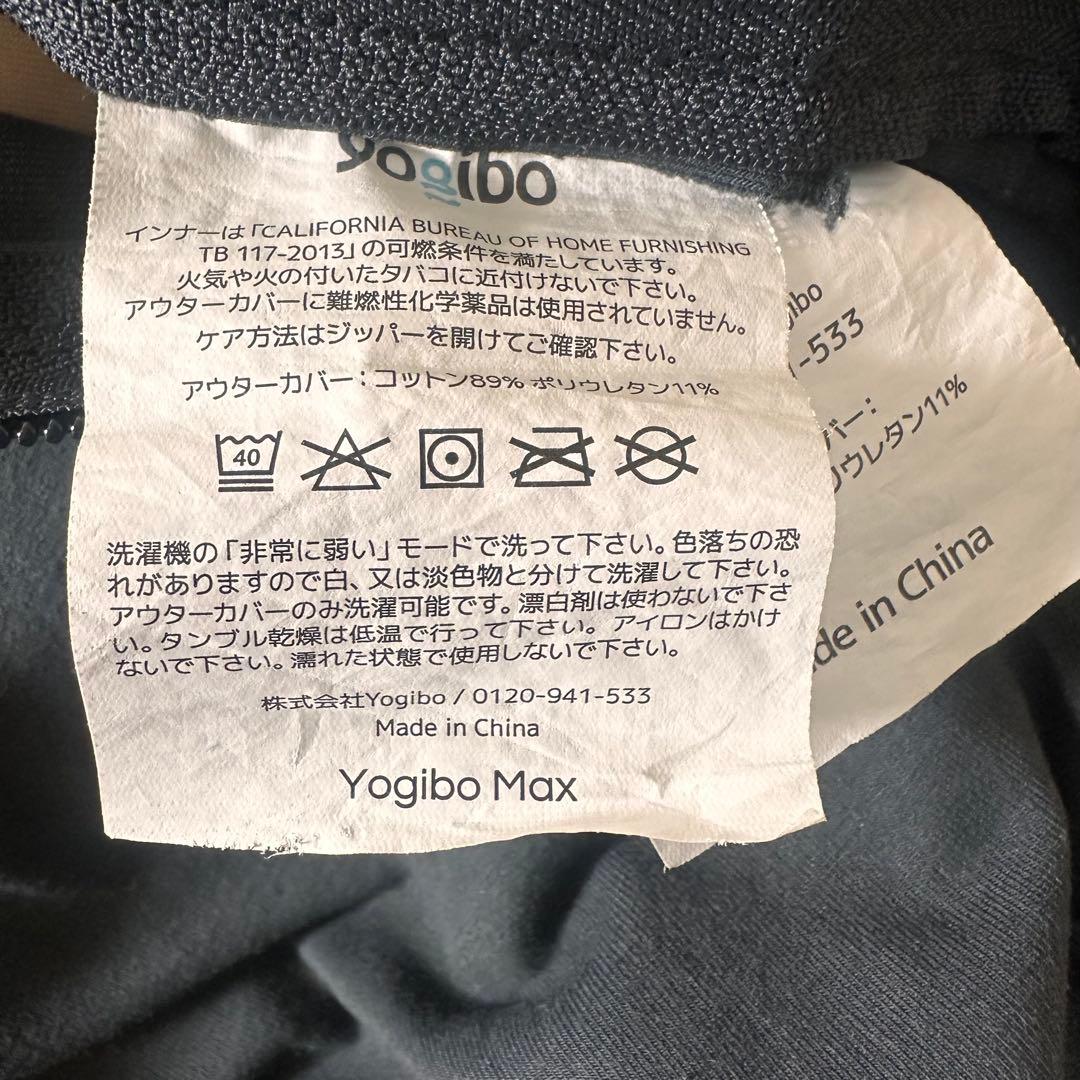 yogibo
インナーは「CALIFORNIA BUREAU OF HOME FURNISHING
TB 117-2013」の可燃条件を満たしています。
火気や火の付いたタバコに近付けないで下さい。
アウターカバーに難燃性化学薬品は使用されていません。
ケア方法はジッパーを開けてご確認下さい。
アウターカバー：コットン89% ポリウレタン11%
40
洗濯機の「非常に弱い」モードで洗って下さい。色落ちの恐
れがありますので白、又は淡色物と分けて洗濯して下さい。
アウターカバーのみ洗濯可能です。漂白剤は使わないで下さ
い。タンブル乾燥は低温で行って下さい。 アイロンはかけ
ないで下さい。濡れた状態で使用しないで下さい。
株式会社Yogibo / 0120-941-533
Made in China
Yogibo Max
-533
バー：
リウレタン11%
in China